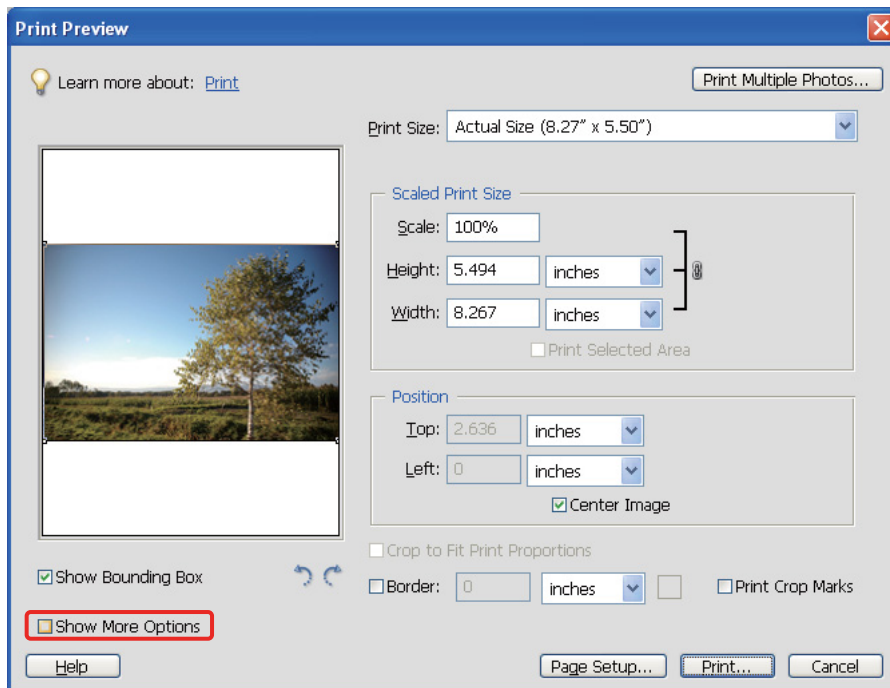 Print Preview
Learn more about: Print
Print Multiple Photos...
Print Size: Actual Size (8.27" x 5.50")
Scaled Print Size
Scale: 100%
Height: 5.494 inches
Width: 8.267 inches
Print Selected Area
Position
Top: 2.636 inches
Left: 0 inches
Center Image
Crop to Fit Print Proportions
Show Bounding Box
Border: 0 inches Print Crop Marks
Show More Options
Help Page Setup... Print... Cancel